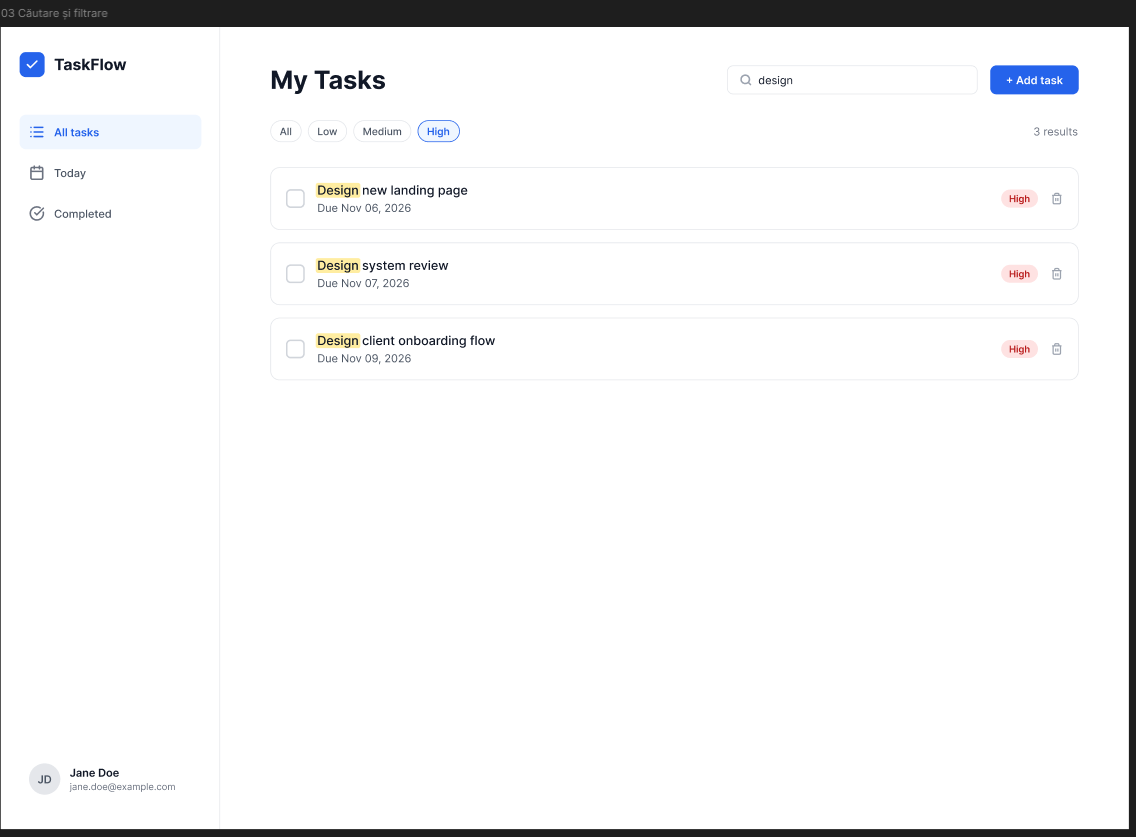 03 Căutare și filtrare
TaskFlow
All tasks
Today
Completed
JD
Jane Doe
jane.doe@example.com
My Tasks
design
+ Add task
All
Low
Medium
High
3 results
Design new landing page
Due Nov 06, 2026
High
Design system review
Due Nov 07, 2026
High
Design client onboarding flow
Due Nov 09, 2026
High